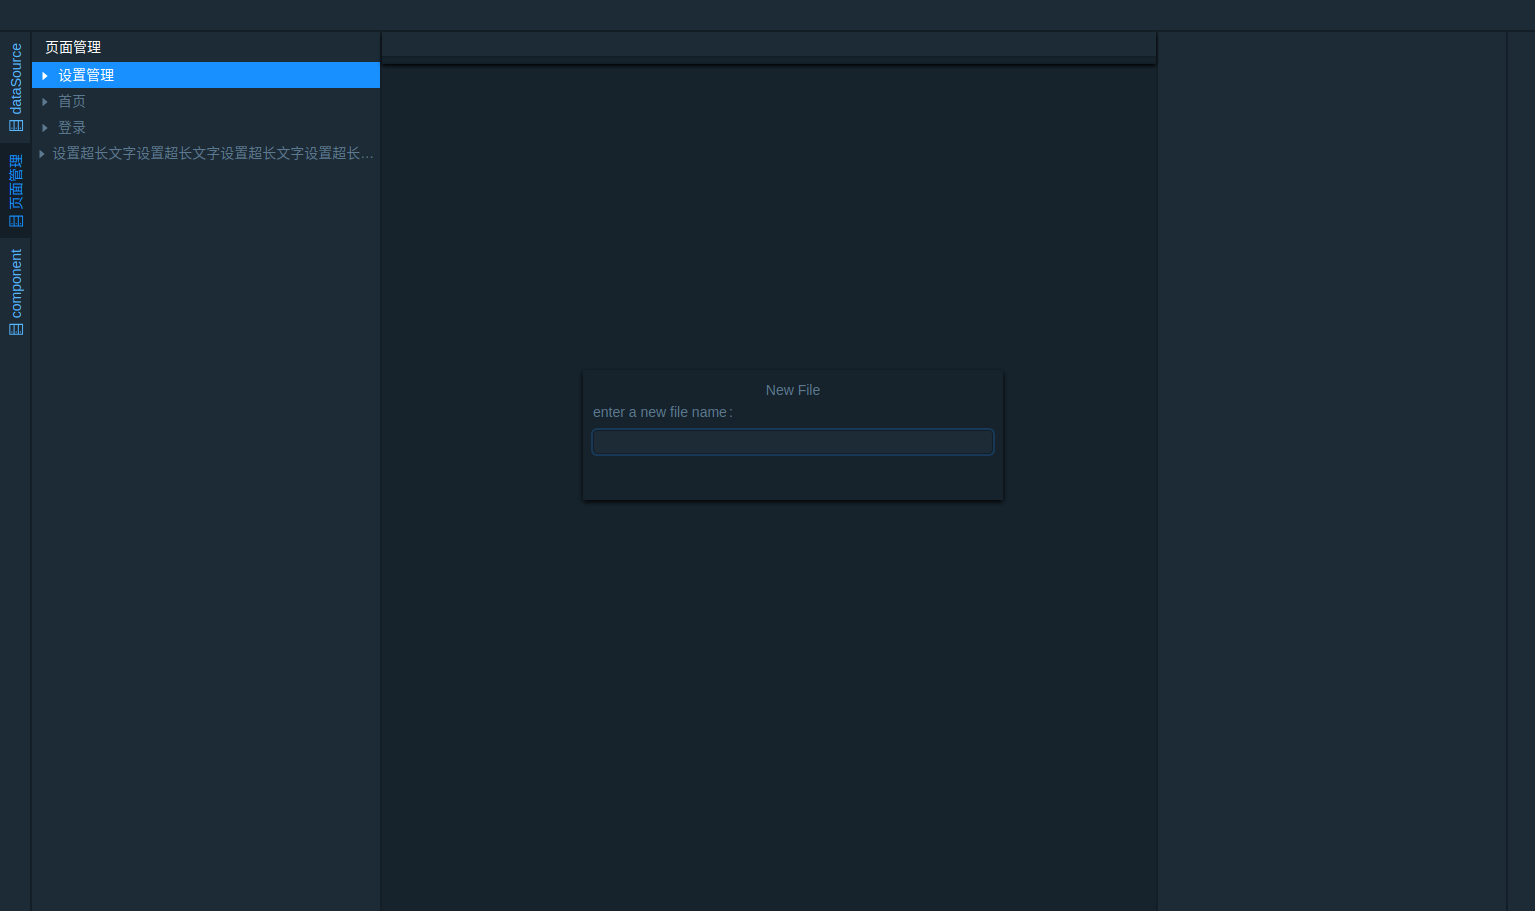 dataSource
页面管理
component
页面管理
设置管理
首页
登录
设置超长文字设置超长文字设置超长文字设置超长…
New File
enter a new file name：